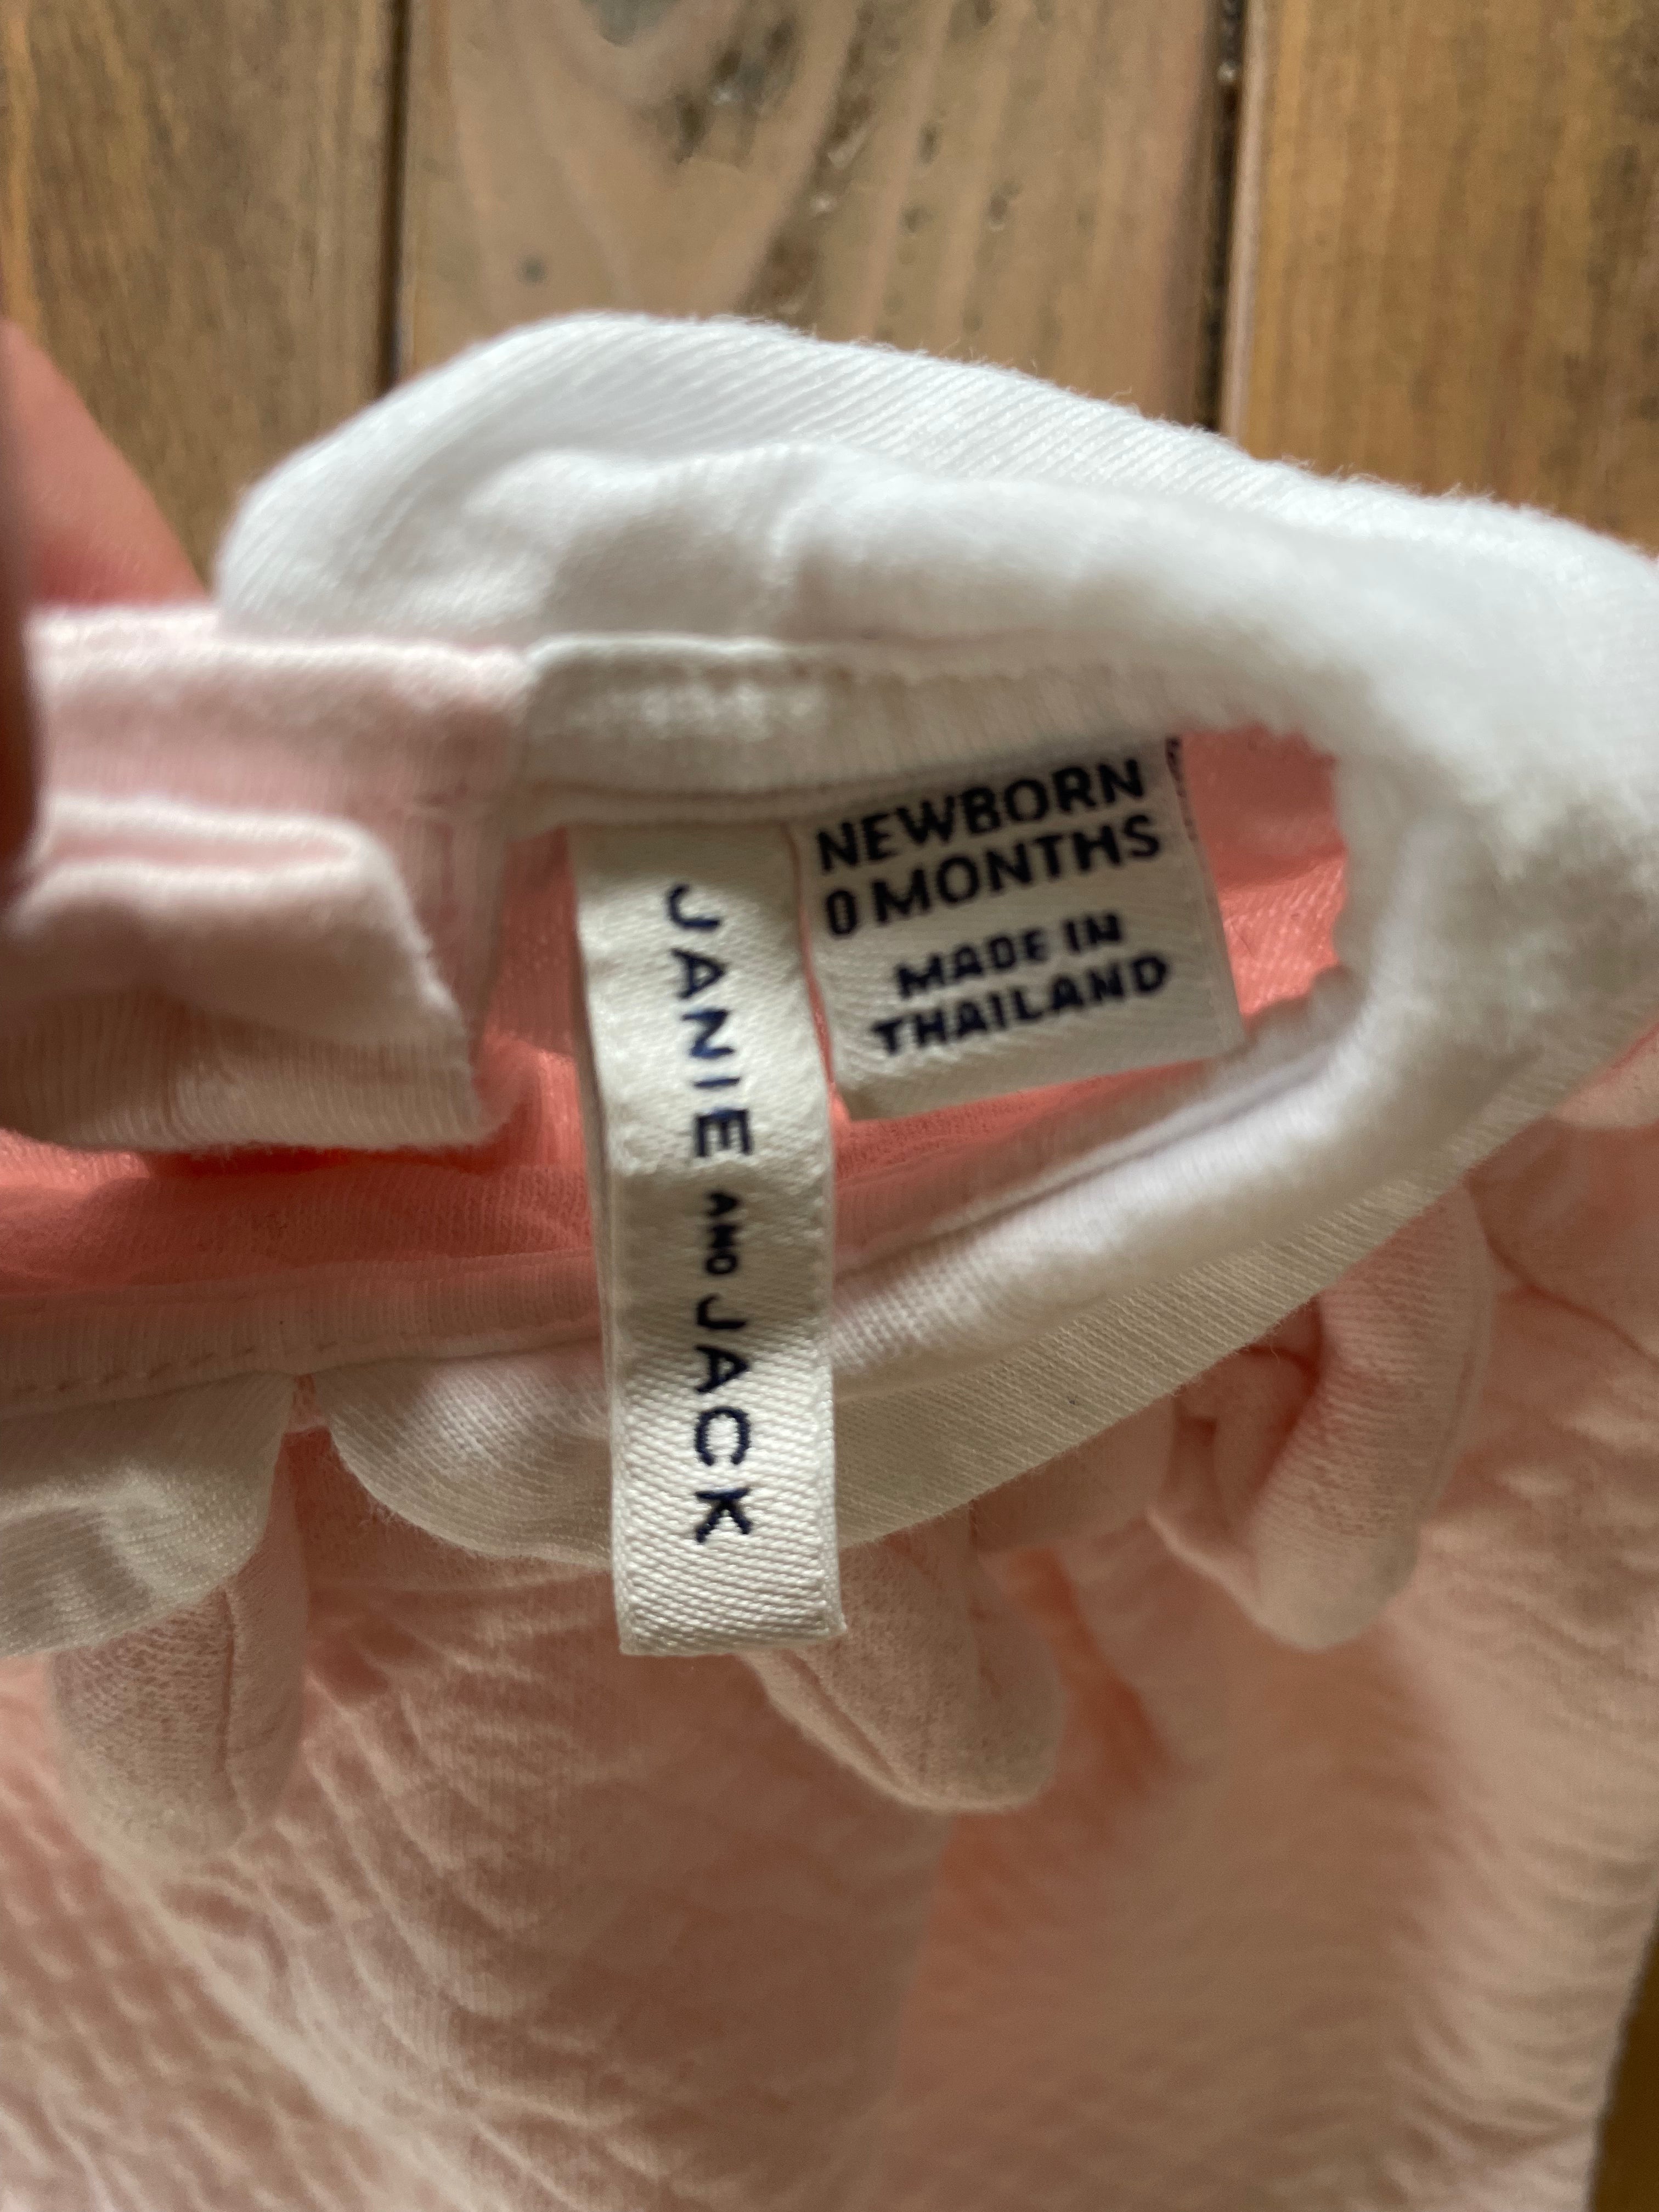 JANIE AND JACK
NEWBORN
0 MONTHS
MADE IN
THAILAND